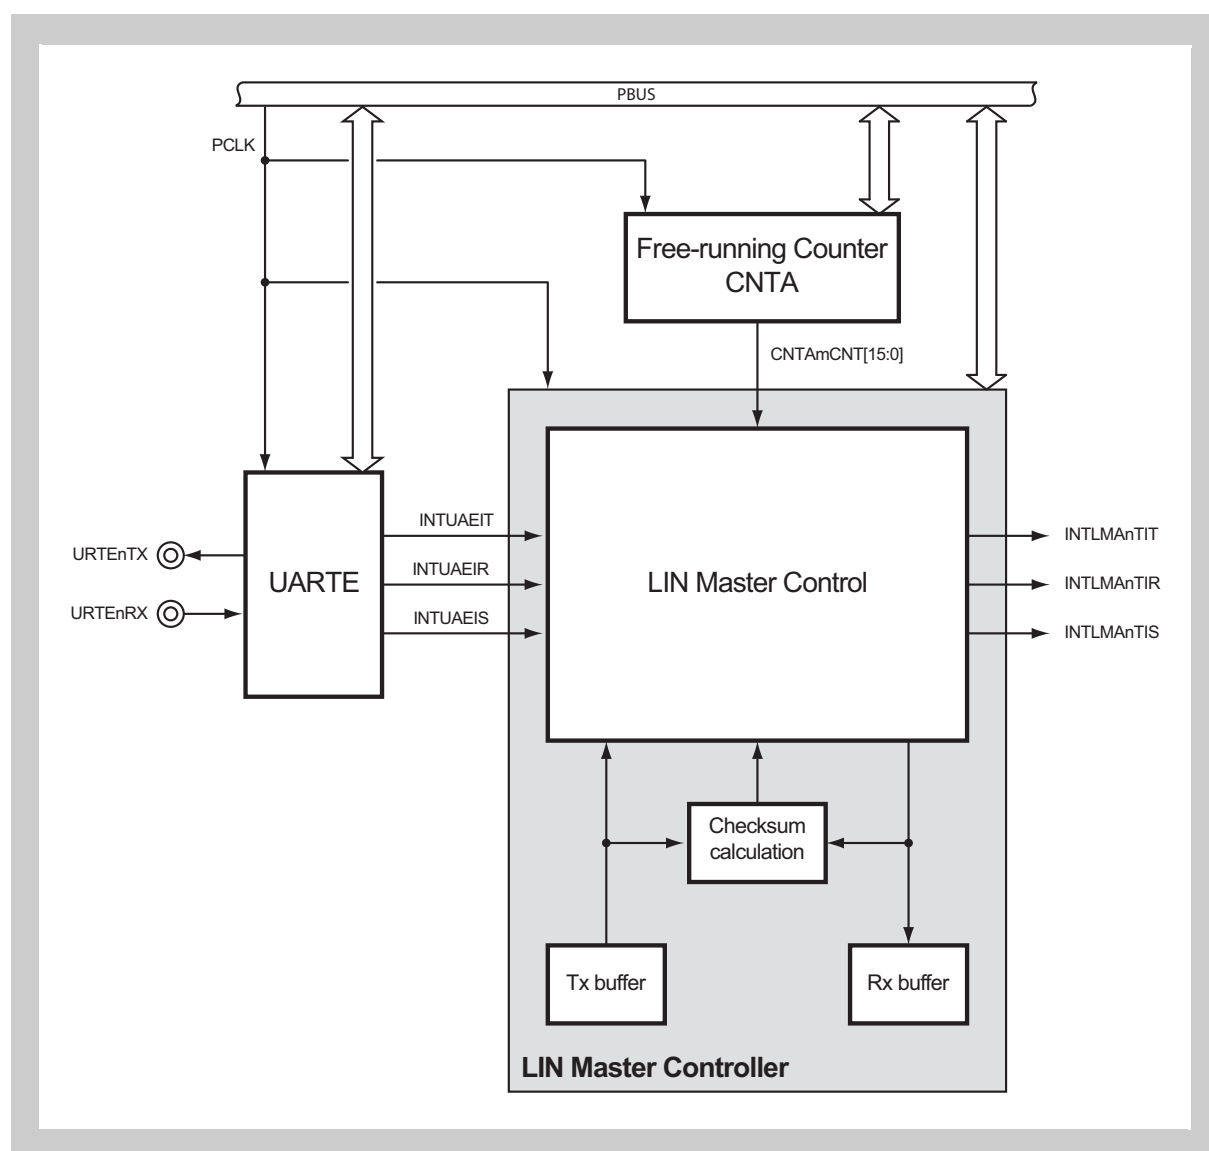 PBUS
PCLK
Free-running Counter
CNTA
CNTAmCNT[15:0]
INTUAEIT
INTUAEIR
INTUAEIS
URTEnTX
URTEnRX
UARTE
LIN Master Control
INTLMAnTIT
INTLMAnTIR
INTLMAnTIS
Checksum
calculation
Tx buffer
Rx buffer
LIN Master Controller